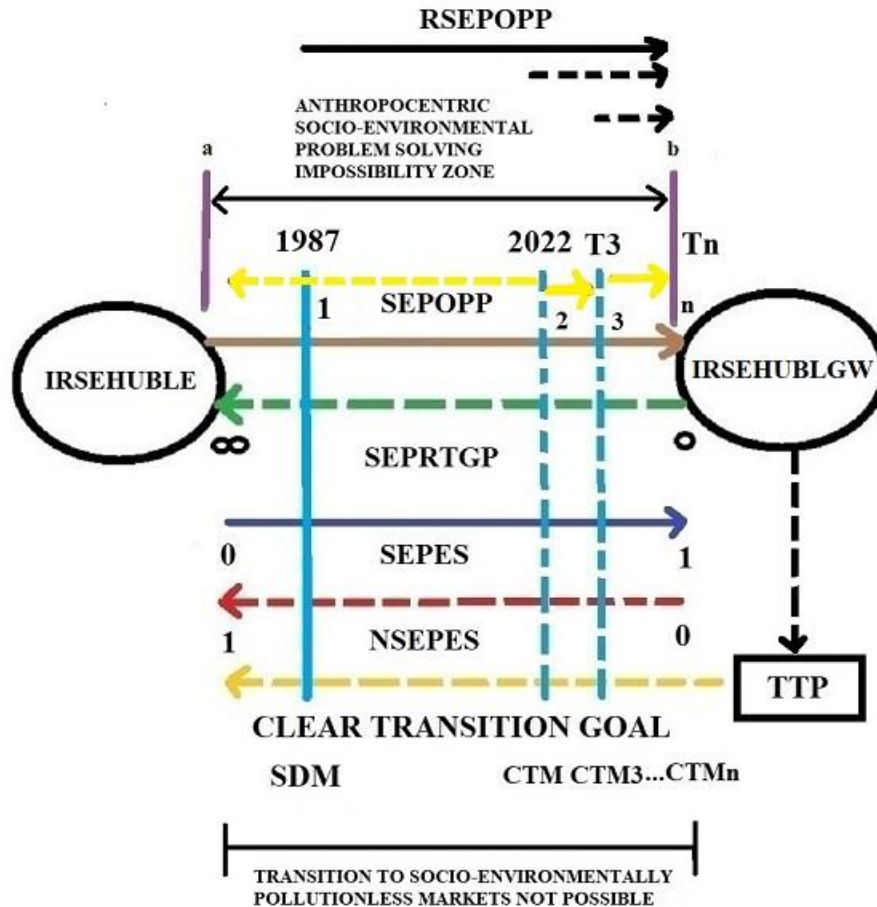 RSEPOPP
ANTHROPOCENTRIC
SOCIO-ENVIRONMENTAL
PROBLEM SOLVING
IMPOSSIBILITY ZONE
a
b
1987
2022
T3
Tn
1
SEPOPP
2
3
n
IRSEHUBLE
IRSEHUBLGW
∞
0
SEPRTGP
0
SEPES
1
1
NSEPES
0
TTP
CLEAR TRANSITION GOAL
SDM
CTM CTM3...CTMn
TRANSITION TO SOCIO-ENVIRONMENTALLY
POLLUTIONLESS MARKETS NOT POSSIBLE